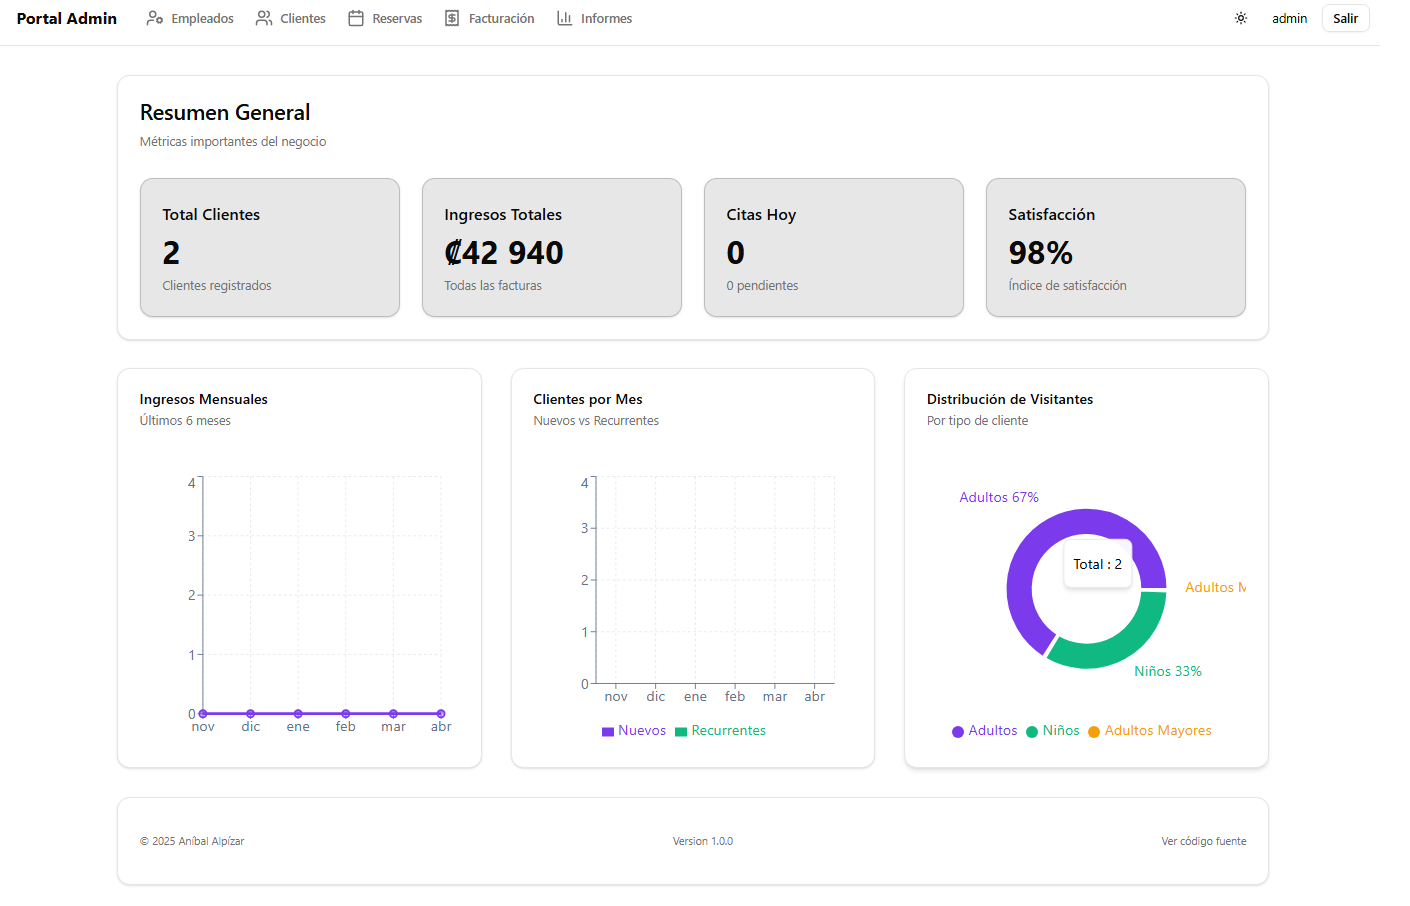 Portal Admin Empleados Clientes Reservas Facturación Informes admin Salir
Resumen General
Métricas importantes del negocio
Total Clientes
2
Clientes registrados
Ingresos Totales
₡42 940
Todas las facturas
Citas Hoy
0
0 pendientes
Satisfacción
98%
Índice de satisfacción
Ingresos Mensuales
Últimos 6 meses
4
3
2
1
0
nov dic ene feb mar abr
Clientes por Mes
Nuevos vs Recurrentes
4
3
2
1
0
nov dic ene feb mar abr
Nuevos Recurrentes
Distribución de Visitantes
Por tipo de cliente
Adultos 67%
Total : 2
Adultos M
Niños 33%
Adultos Niños Adultos Mayores
© 2025 Aníbal Alpízar
Version 1.0.0
Ver código fuente